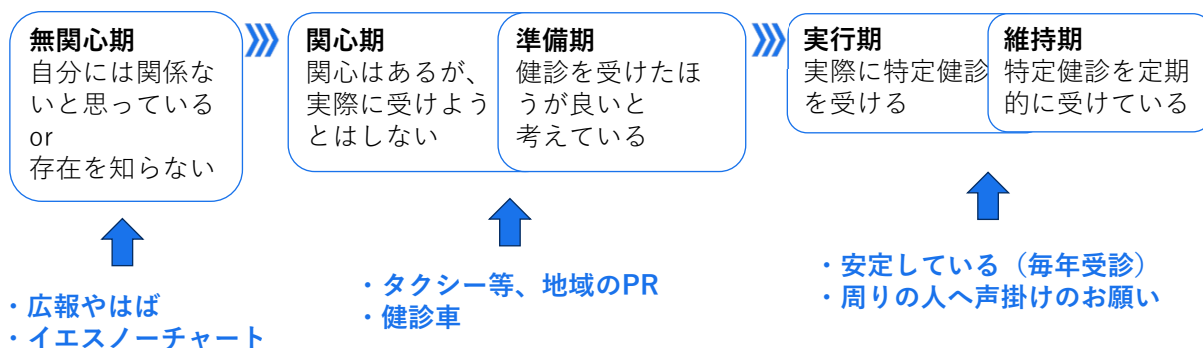 無関心期
自分には関係な
いと思っている
or
存在を知らない
関心期
関心はあるが、
実際に受けよう
とはしない
準備期
健診を受けたほ
うが良いと
考えている
実行期
実際に特定健診
を受ける
維持期
特定健診を定期
的に受けている
・広報やはば
・イエスノーチャート
・タクシー等、地域のPR
・健診車
・安定している（毎年受診）
・周りの人へ声掛けのお願い